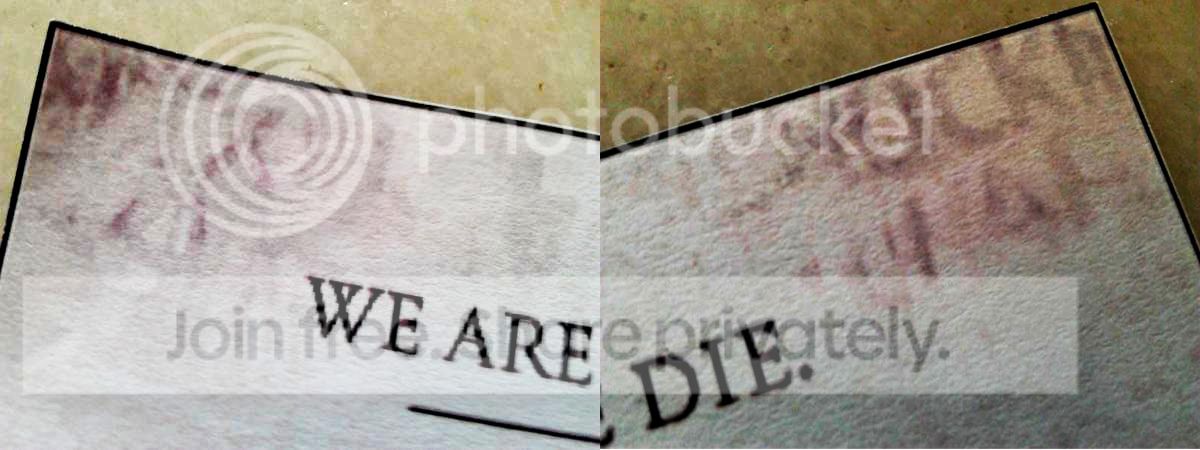 photobucket
Join free. Share privately.
WE ARE
DIE.